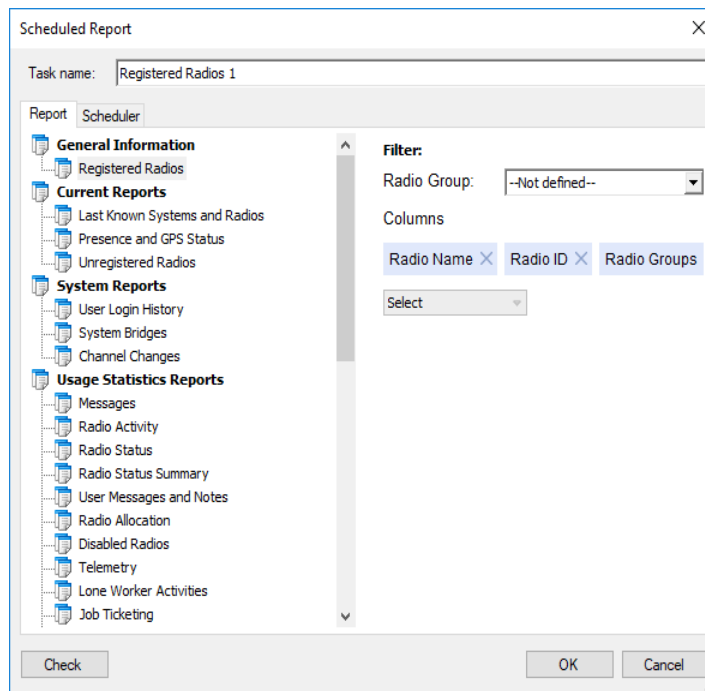 Scheduled Report
Task name: Registered Radios 1
Report Scheduler
General Information
Registered Radios
Current Reports
Last Known Systems and Radios
Presence and GPS Status
Unregistered Radios
System Reports
User Login History
System Bridges
Channel Changes
Usage Statistics Reports
Messages
Radio Activity
Radio Status
Radio Status Summary
User Messages and Notes
Radio Allocation
Disabled Radios
Telemetry
Lone Worker Activities
Job Ticketing
Filter:
Radio Group: --Not defined--
Columns
Radio Name Radio ID Radio Groups
Select
Check OK Cancel